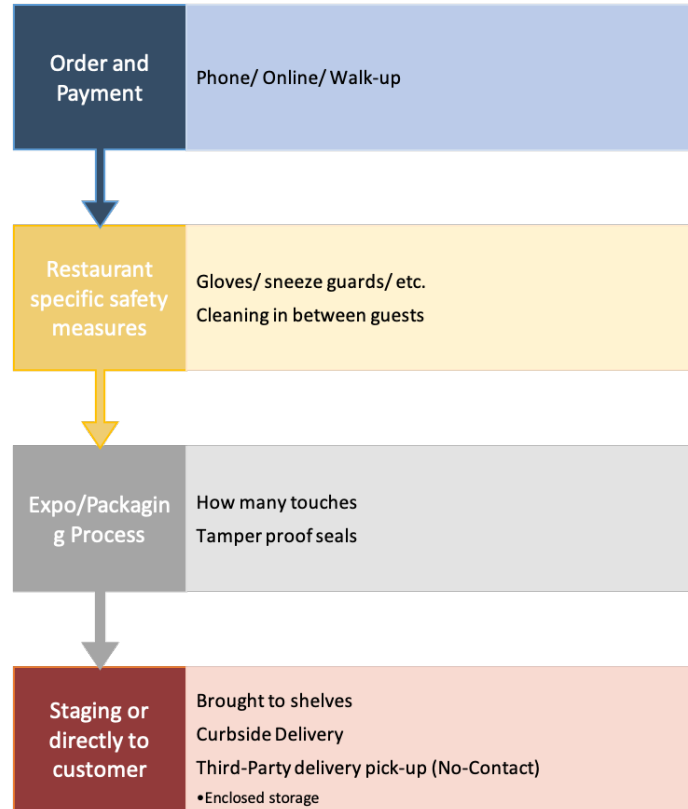 Order and
Payment
Phone/ Online/ Walk-up
Restaurant
specific safety
measures
Gloves/ sneeze guards/ etc.
Cleaning in between guests
Expo/Packagin
g Process
How many touches
Tamper proof seals
Staging or
directly to
customer
Brought to shelves
Curbside Delivery
Third-Party delivery pick-up (No-Contact)
•Enclosed storage